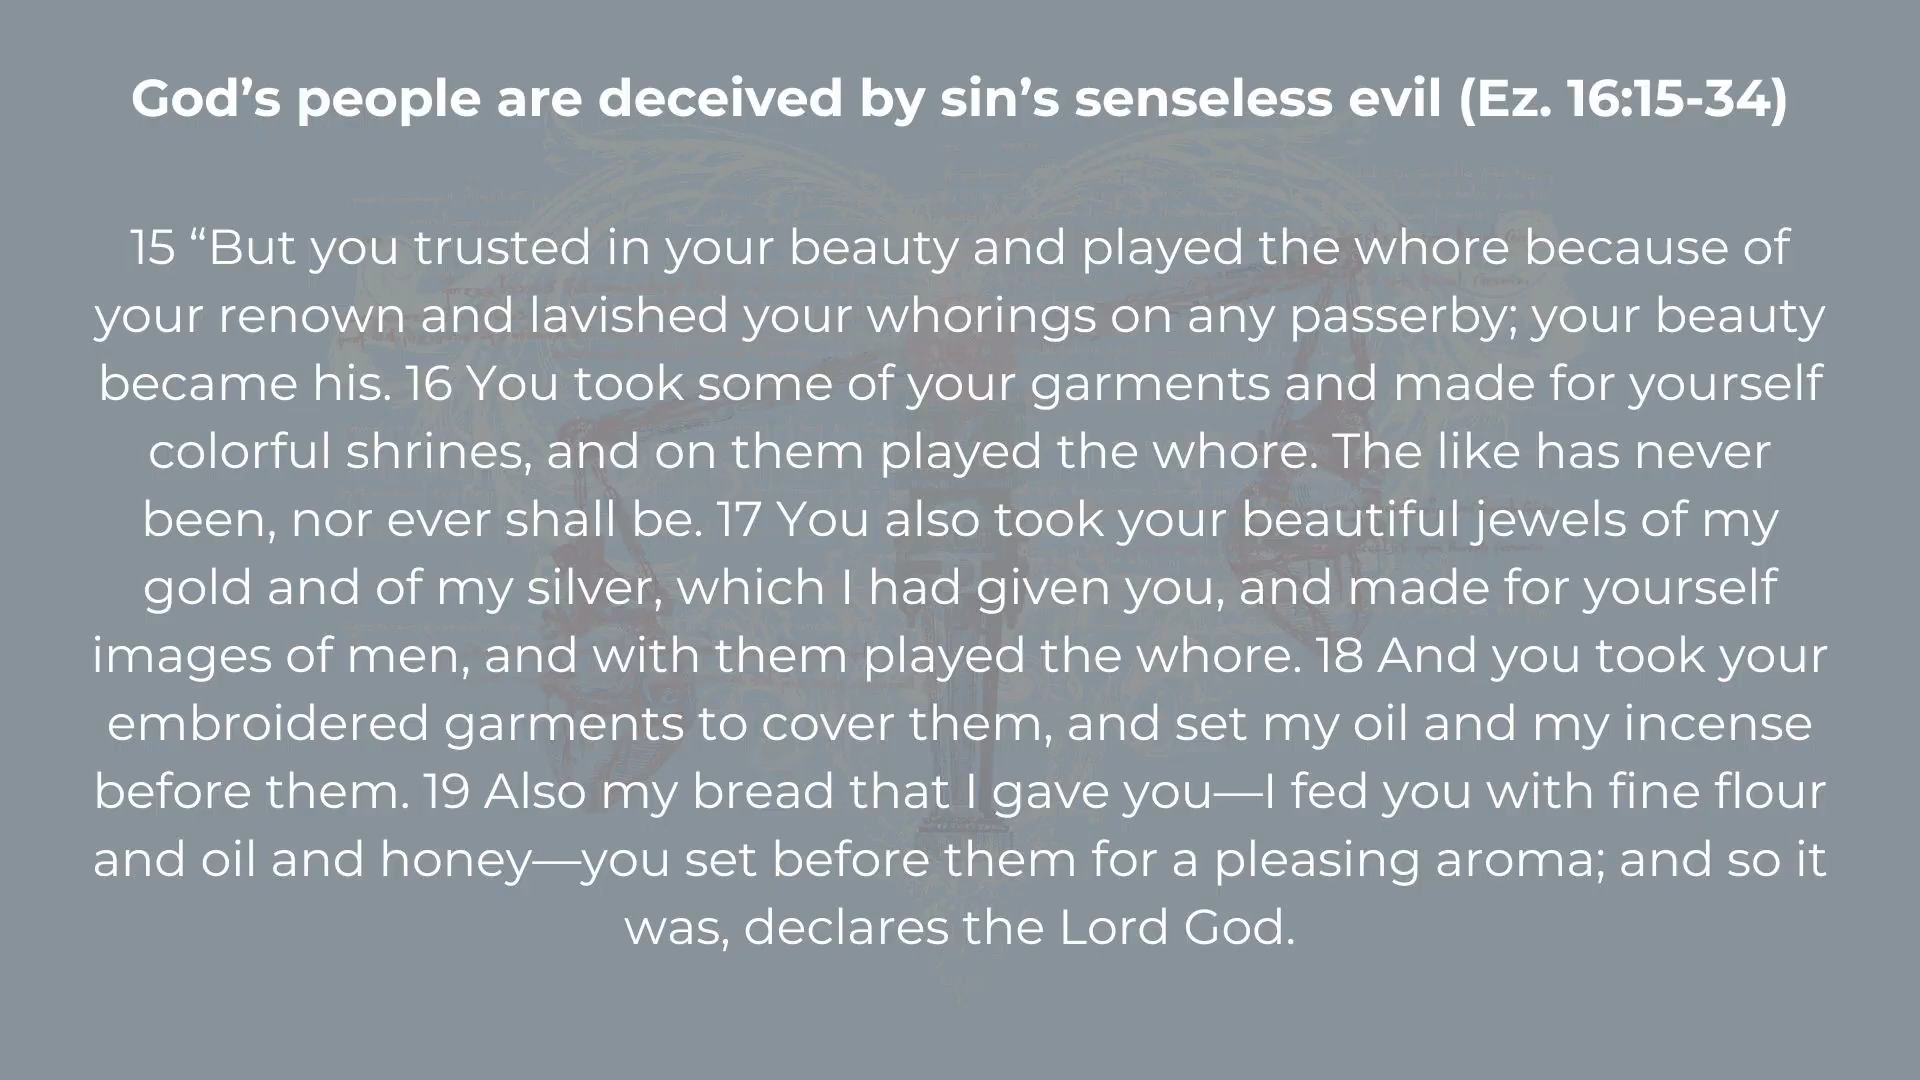 God’s people are deceived by sin’s senseless evil (Ez. 16:15-34)
15 “But you trusted in your beauty and played the whore because of
your renown and lavished your whorings on any passerby; your beauty
became his. 16 You took some of your garments and made for yourself
colorful shrines, and on them played the whore. The like has never
been, nor ever shall be. 17 You also took your beautiful jewels of my
gold and of my silver, which I had given you, and made for yourself
images of men, and with them played the whore. 18 And you took your
embroidered garments to cover them, and set my oil and my incense
before them. 19 Also my bread that I gave you—I fed you with fine flour
and oil and honey—you set before them for a pleasing aroma; and so it
was, declares the Lord God.